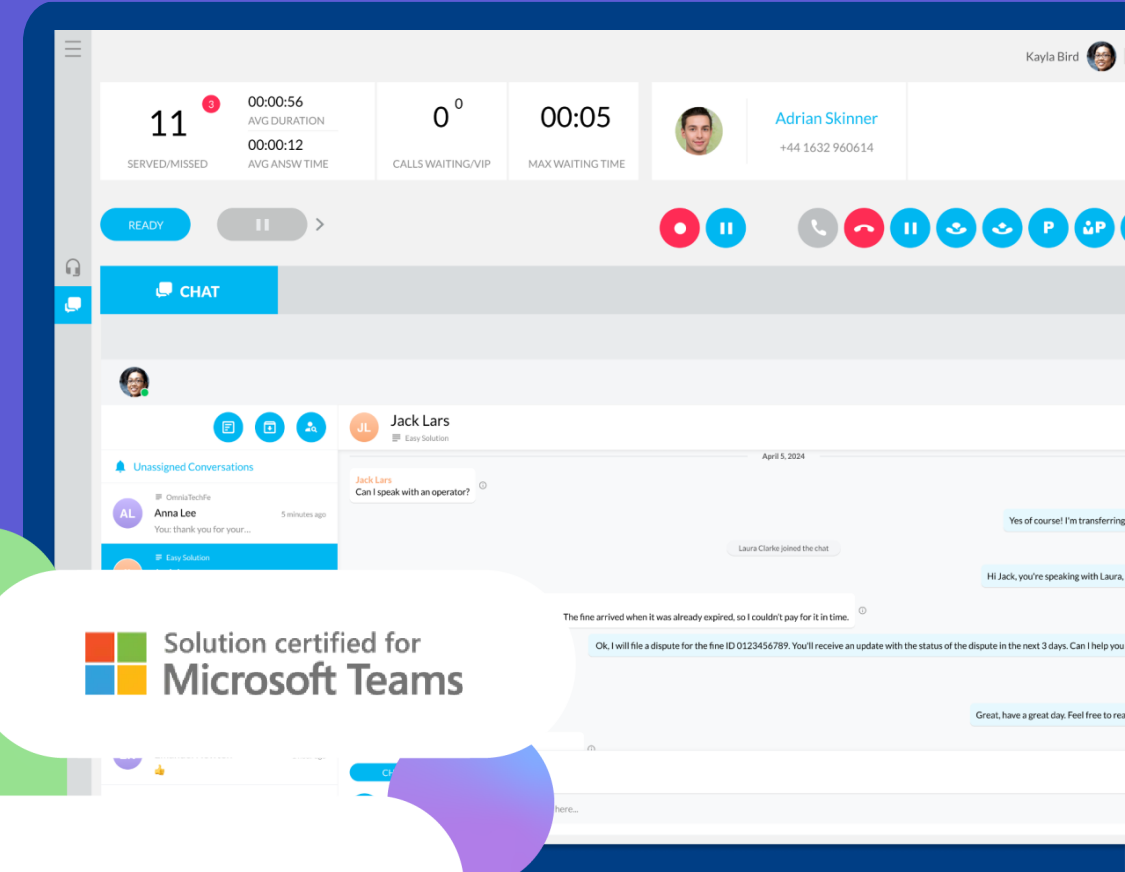 Kayla Bird
11
3
SERVED/MISSED
00:00:56
AVG DURATION
00:00:12
AVG ANSW TIME
0
0
CALLS WAITING/VIP
00:05
MAX WAITING TIME
Adrian Skinner
+44 1632 960614
READY
P
P
CHAT
JL
Jack Lars
Easy Solution
Unassigned Conversations
April 5, 2024
Jack Lars
Can I speak with an operator?
OmniaTechFe
AL
Anna Lee
5 minutes ago
You: thank you for your...
Yes of course! I'm transferring
Laura Clarke joined the chat
Easy Solution
Hi Jack, you're speaking with Laura,
The fine arrived when it was already expired, so I couldn't pay for it in time.
Ok, I will file a dispute for the fine ID 0123456789. You'll receive an update with the status of the dispute in the next 3 days. Can I help you
Solution certified for
Microsoft Teams
Great, have a great day. Feel free to rea
CH
here...